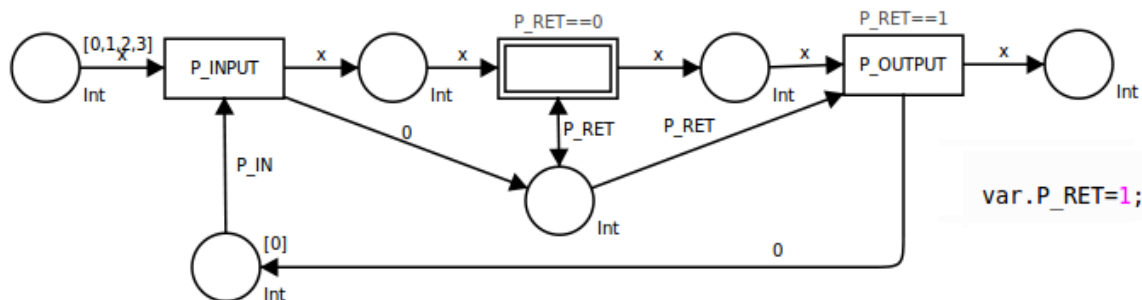 P_RET==0
P_RET==1
[0,1,2,3]
x
P_INPUT
x
x
x
x
P_OUTPUT
x
Int
Int
Int
Int
0
P_RET
P_RET
P_IN
var.P_RET=1;
Int
[0]
0
Int